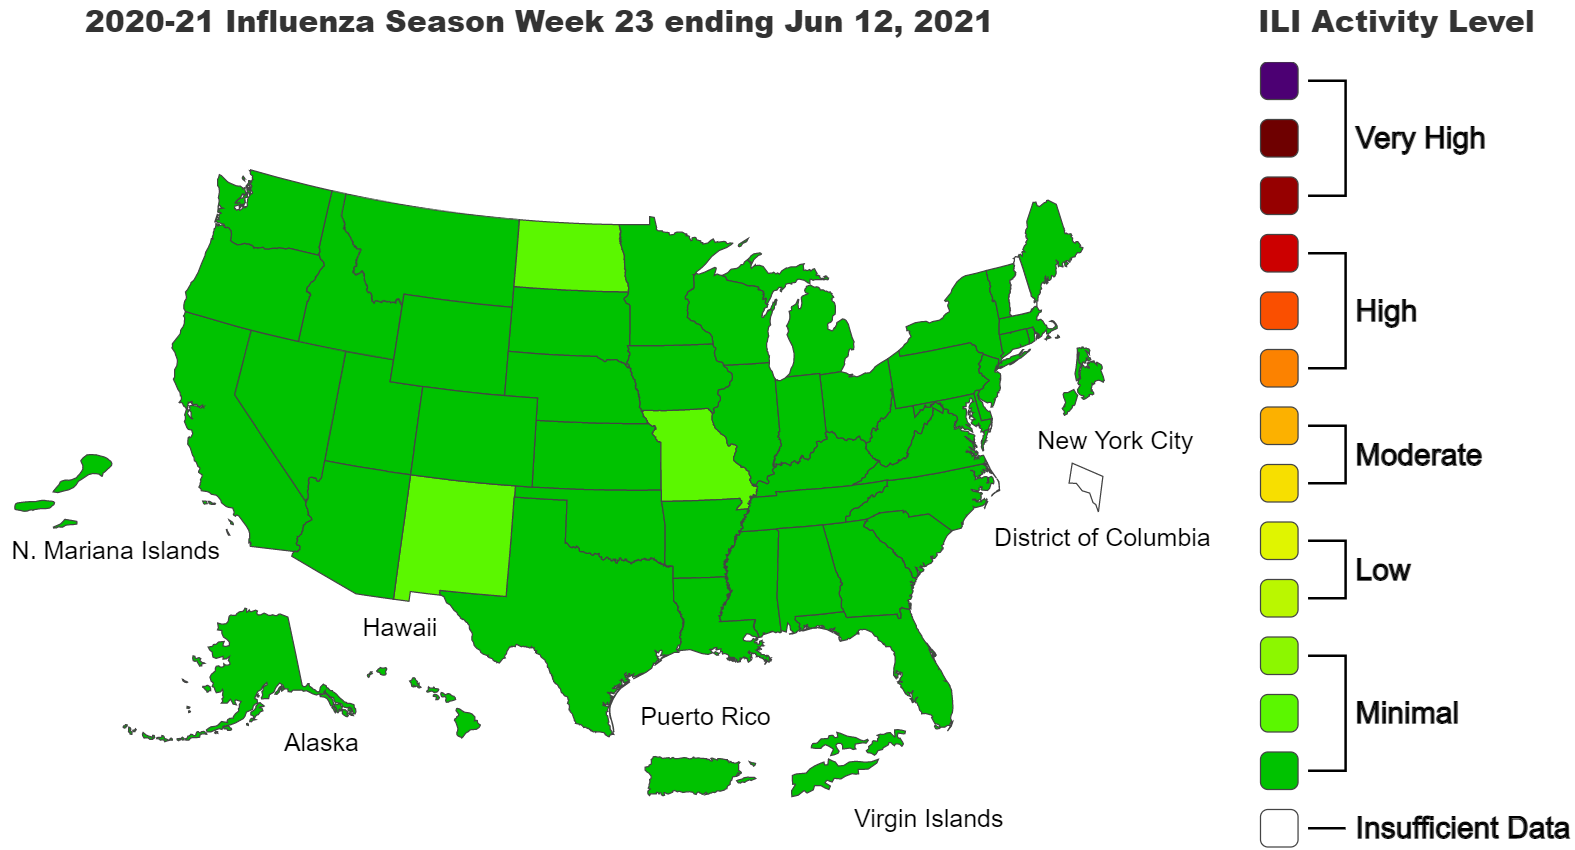 2020-21 Influenza Season Week 23 ending Jun 12, 2021
ILI Activity Level
Very High
High
Moderate
Low
Minimal
Insufficient Data
New York City
District of Columbia
N. Mariana Islands
Hawaii
Alaska
Puerto Rico
Virgin Islands